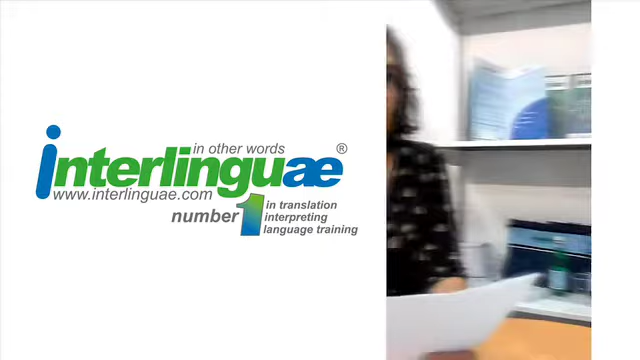 in other words
interlinguae®
www.interlinguae.com
number 1
in translation
interpreting
language training